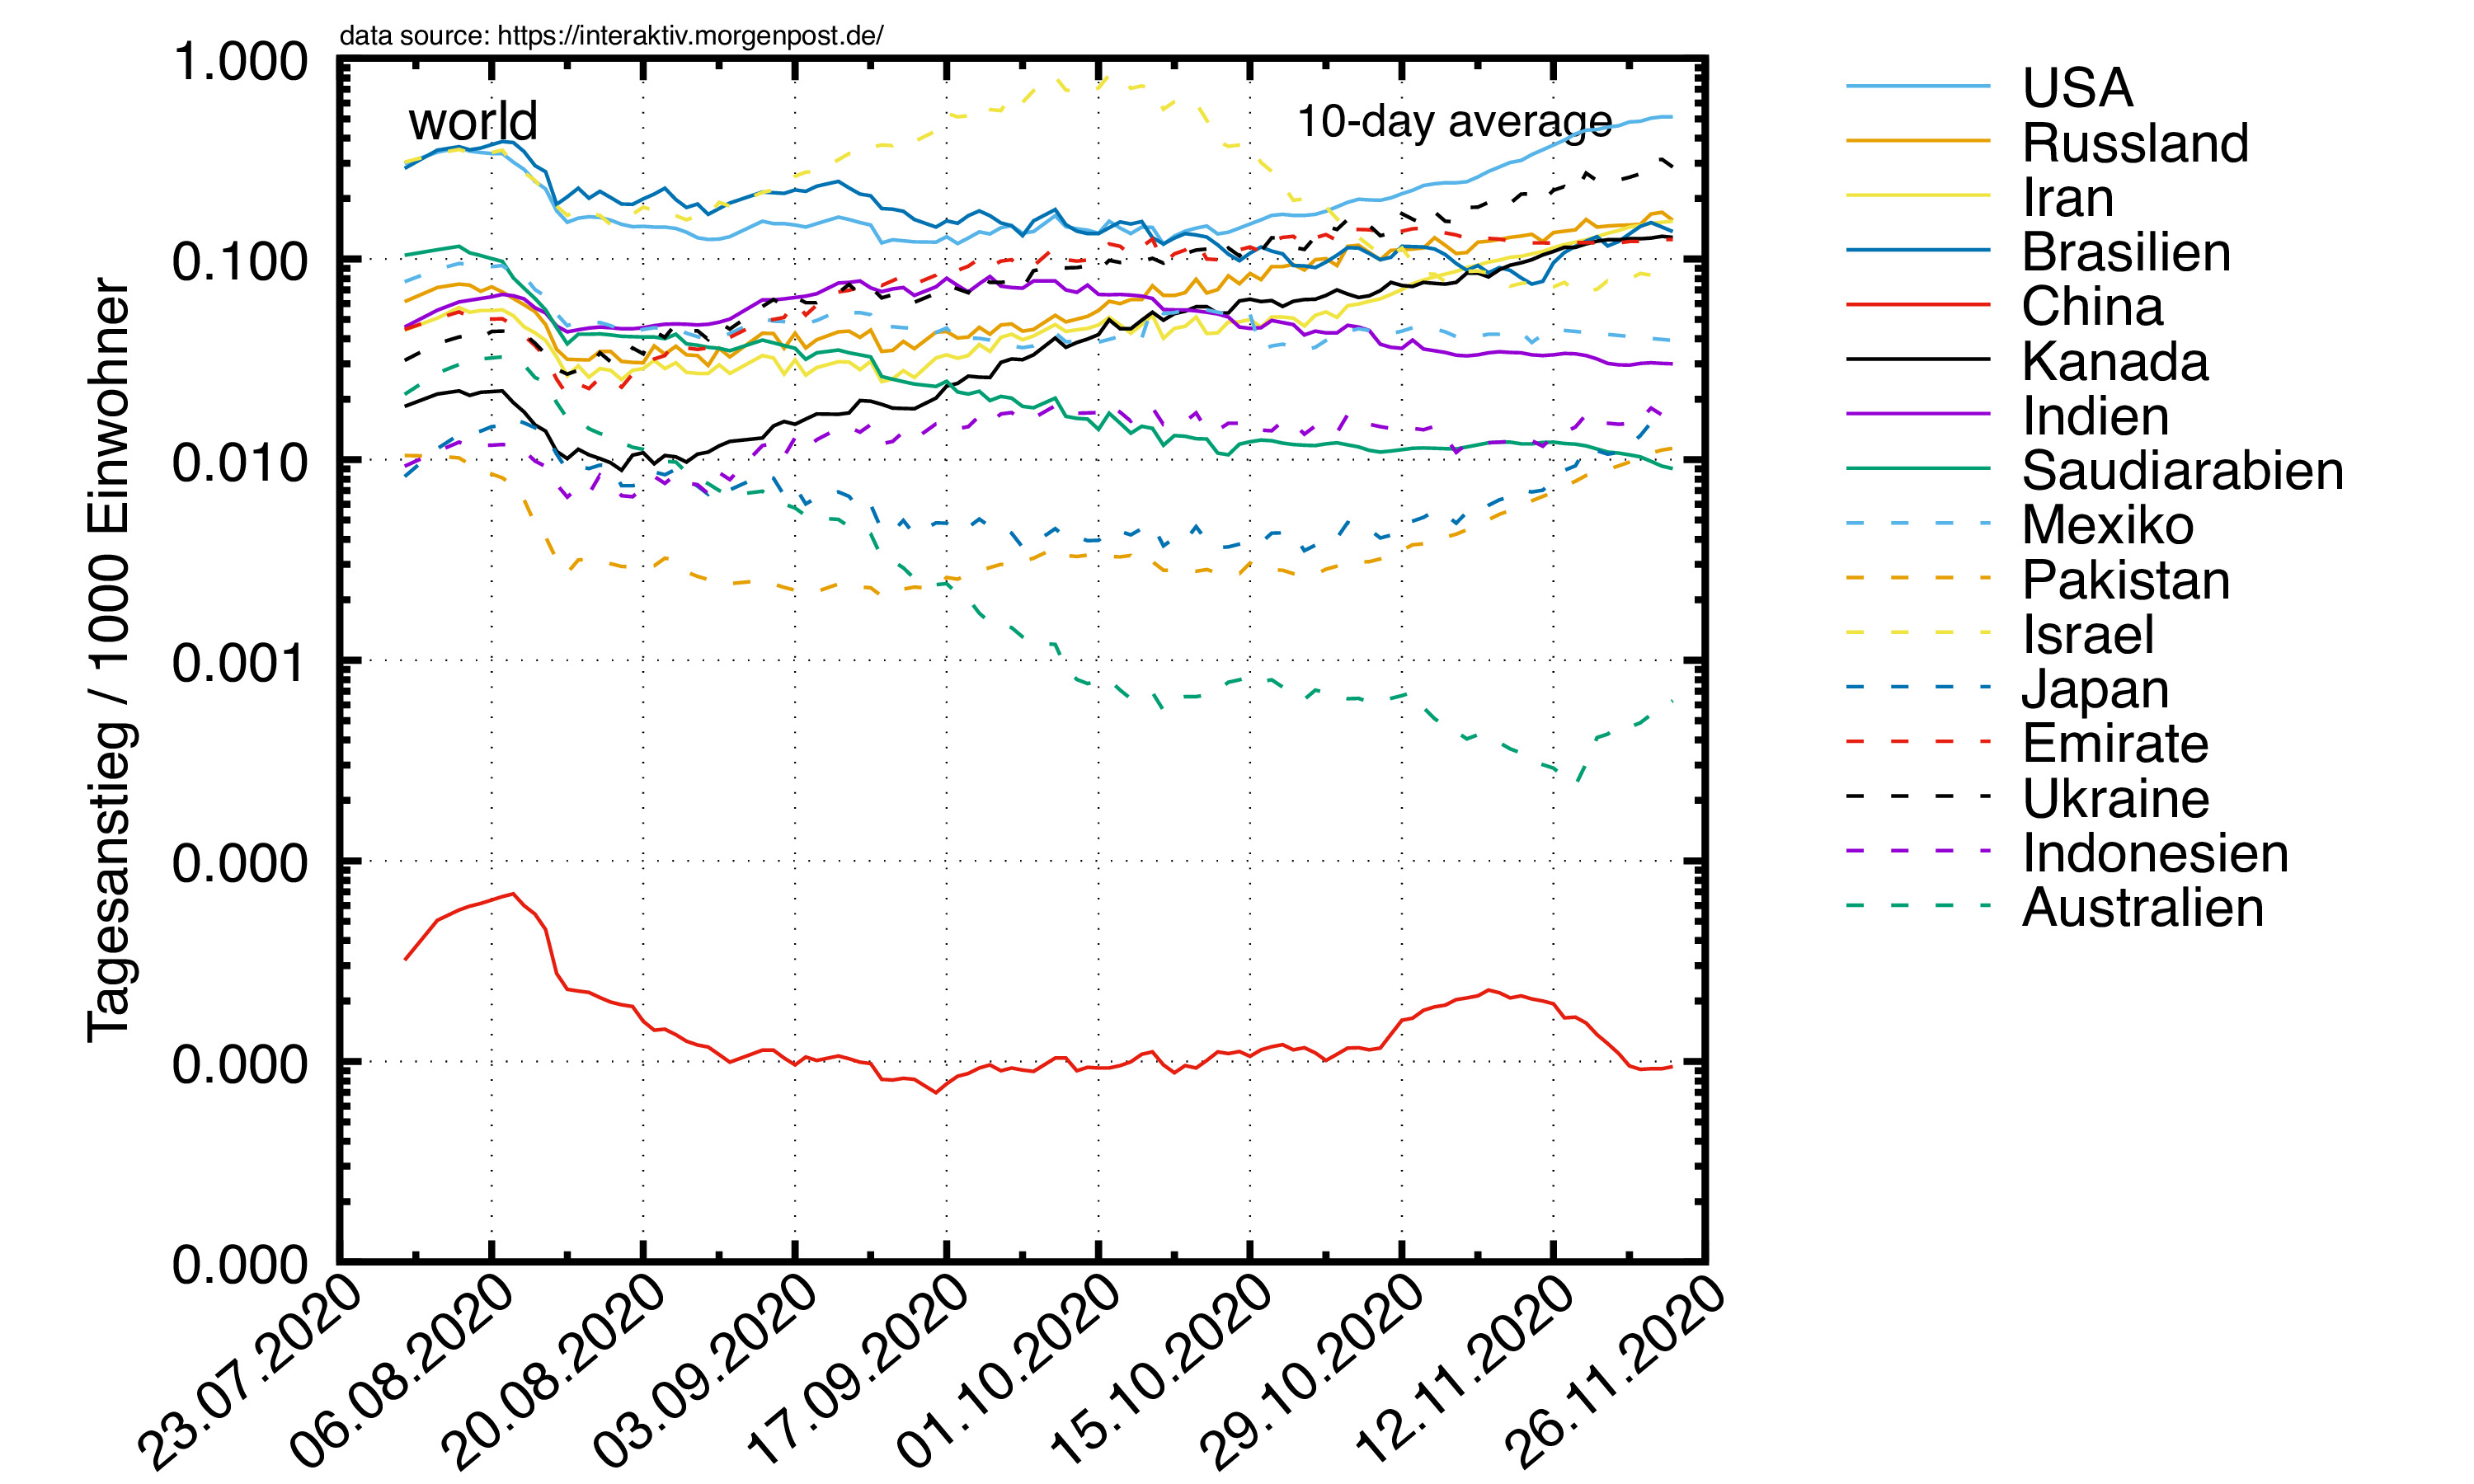 data source: https://interaktiv.morgenpost.de/
world
10-day average
Tagesanstieg / 1000 Einwohner
1.000
0.100
0.010
0.001
0.000
0.000
0.000
23.07.2020
06.08.2020
20.08.2020
03.09.2020
17.09.2020
01.10.2020
15.10.2020
29.10.2020
12.11.2020
26.11.2020
USA
Russland
Iran
Brasilien
China
Kanada
Indien
Saudiarabien
Mexiko
Pakistan
Israel
Japan
Emirate
Ukraine
Indonesien
Australien